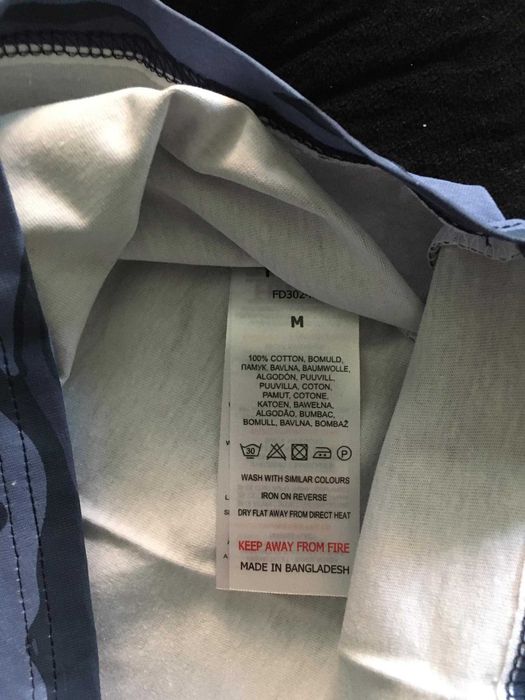 FD302-
M
100% COTTON, BOMULD,
ПАМУК, BAVLNA, BAUMWOLLE,
ALGODÓN, PUUVILL,
PUUVILLA, COTON,
PAMUT, COTONE,
KATOEN, BAWEŁNA,
ALGODÃO, BUMBAC,
BOMULL, BAVLNA, BOMBAŽ
30 P
WASH WITH SIMILAR COLOURS
IRON ON REVERSE
DRY FLAT AWAY FROM DIRECT HEAT
KEEP AWAY FROM FIRE
MADE IN BANGLADESH